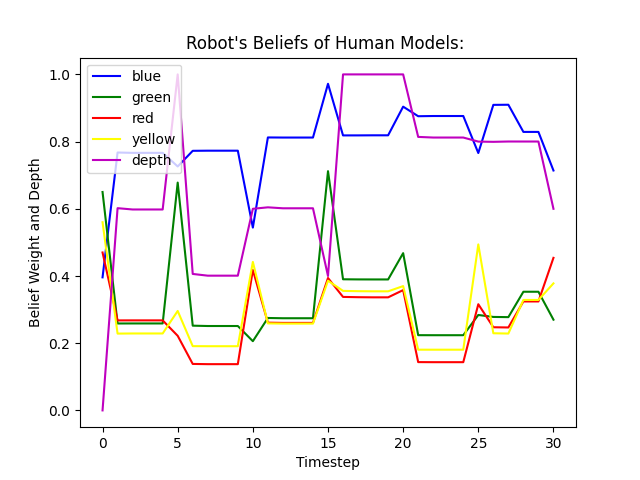 Robot's Beliefs of Human Models:
blue
green
red
yellow
depth
1.0
0.8
0.6
0.4
0.2
0.0
Belief Weight and Depth
0 5 10 15 20 25 30
Timestep